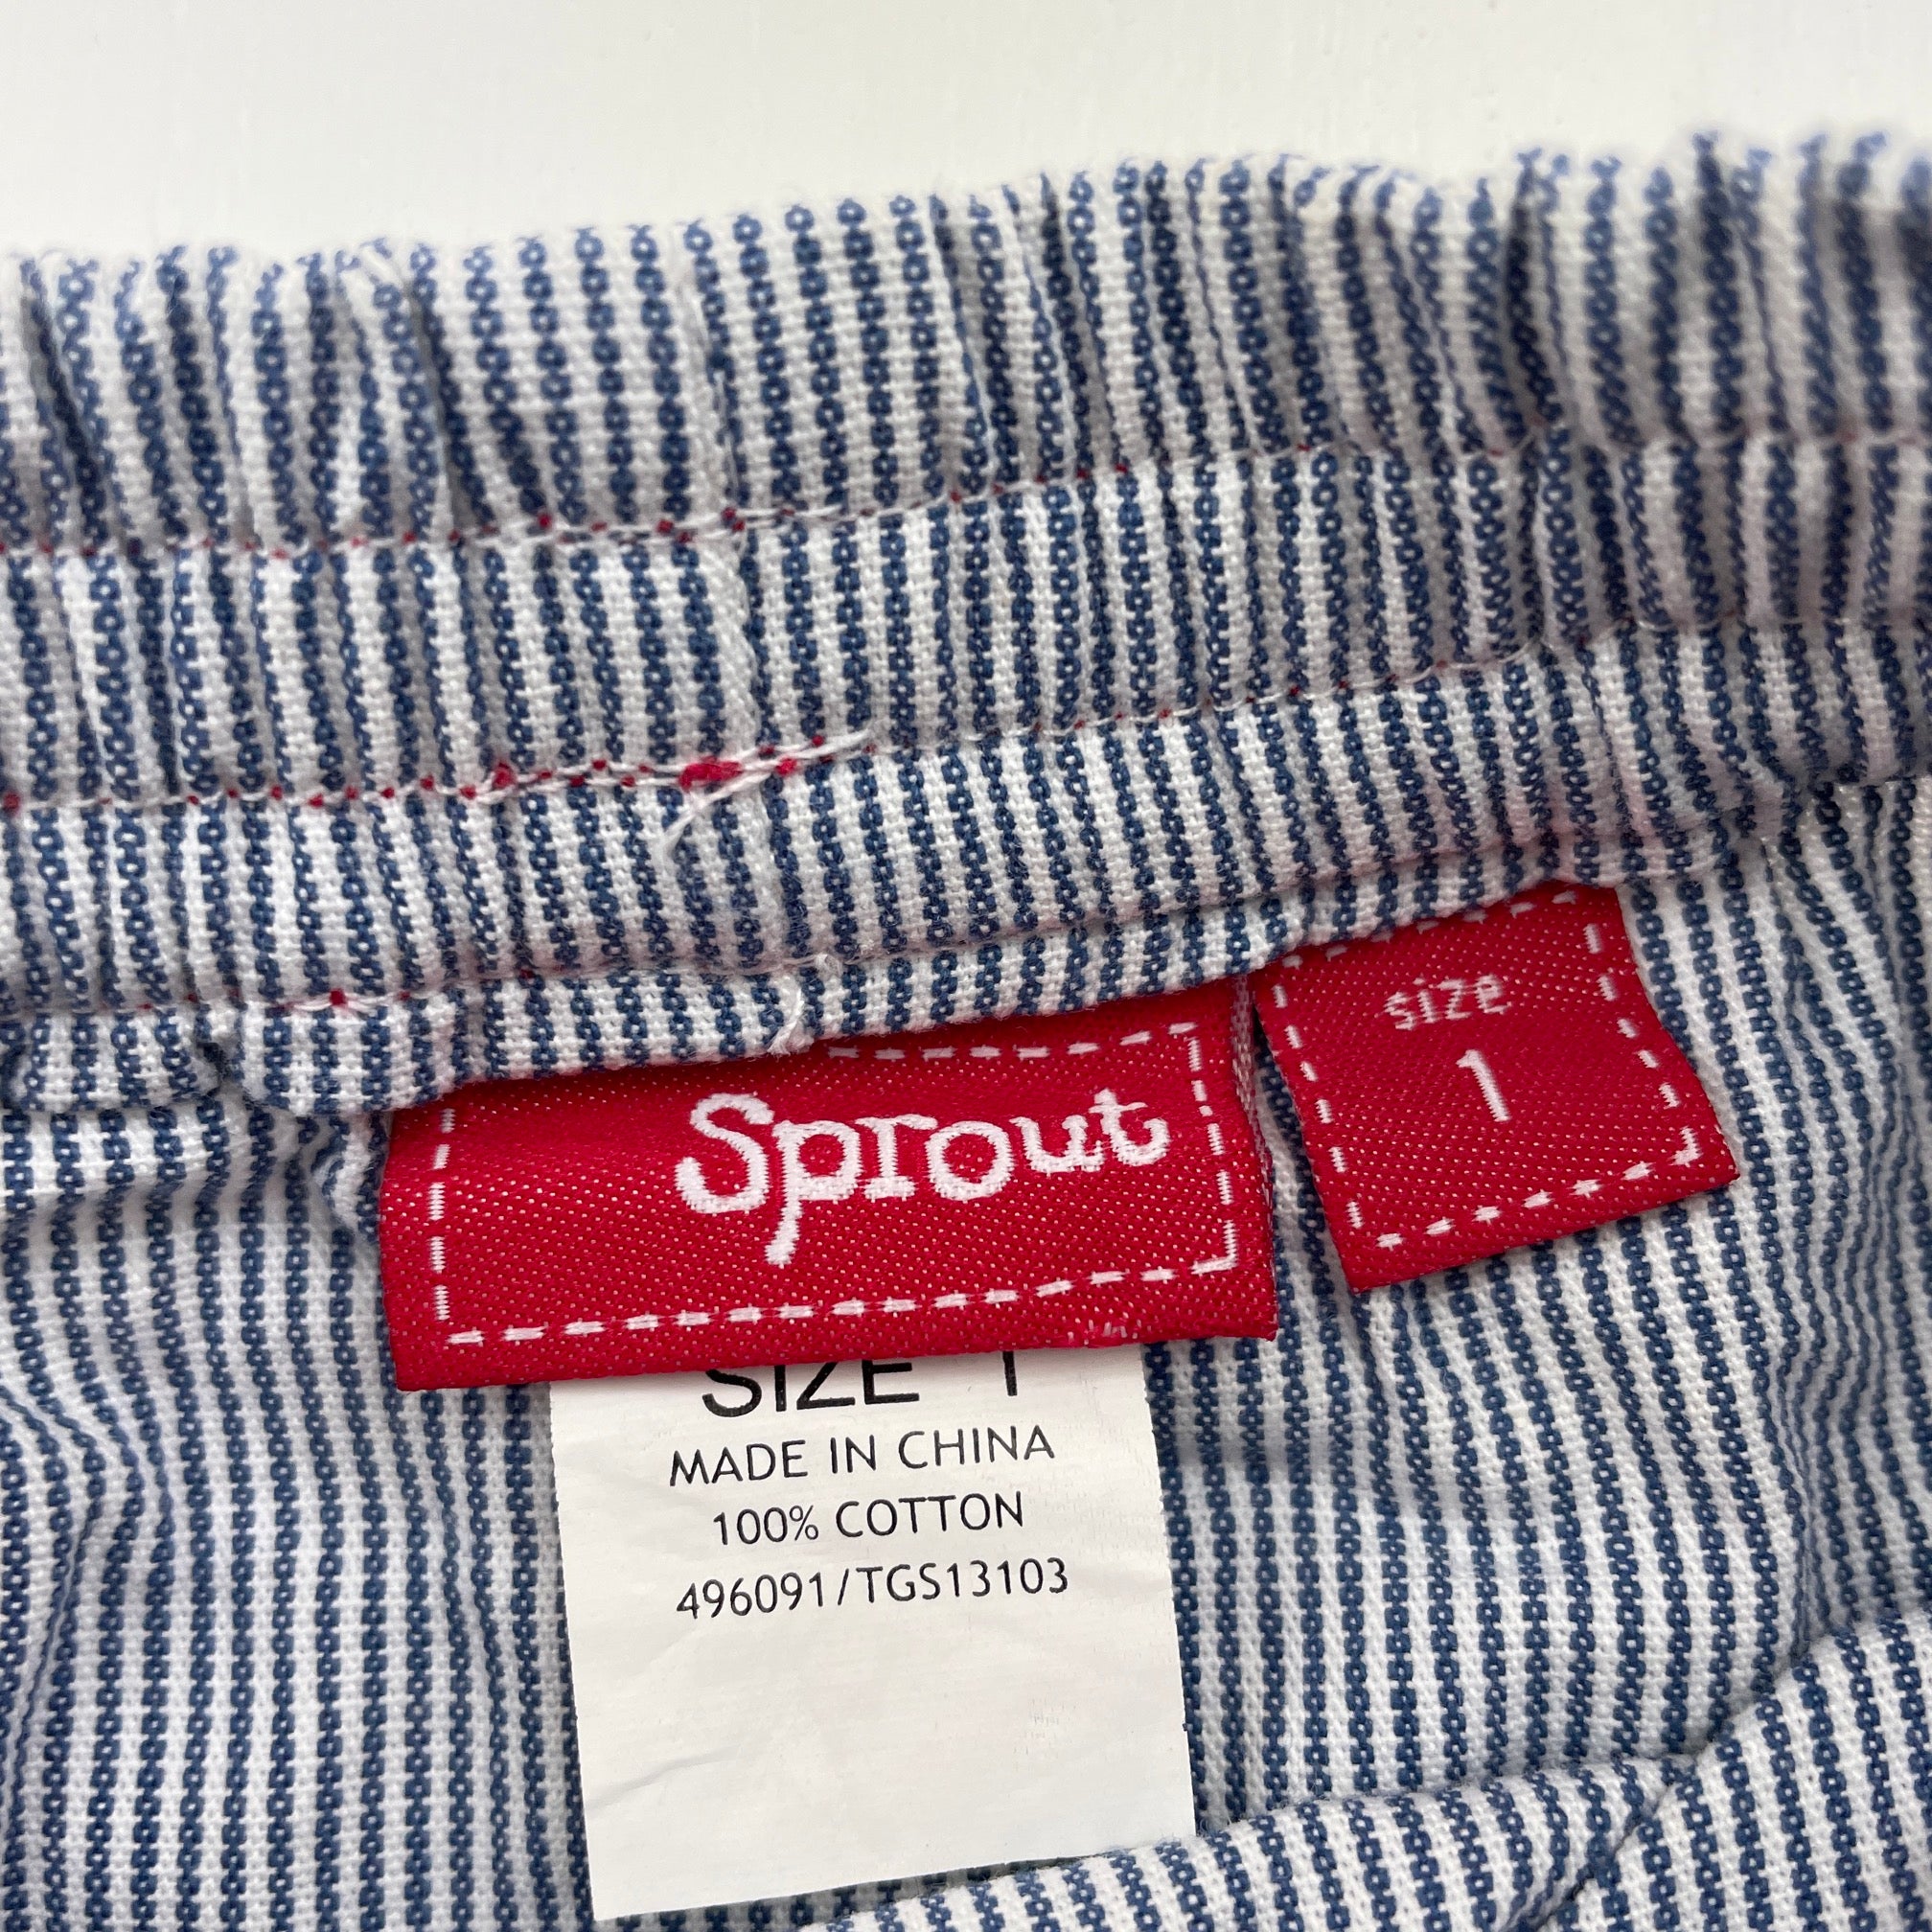 Sprout
size
1
SIZE 1
MADE IN CHINA
100% COTTON
496091/TGS13103